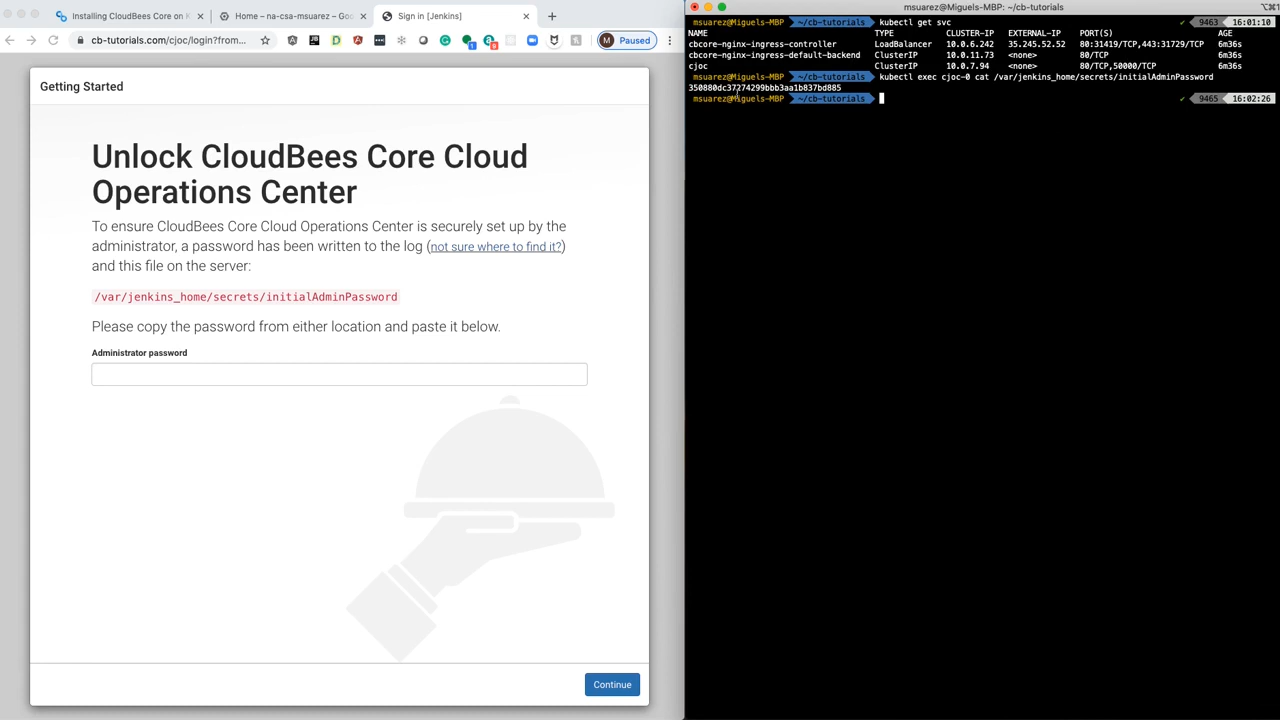 Installing CloudBees Core on K
Home – na-csa-msuarez – Goo
Sign in [Jenkins]
cb-tutorials.com/cjoc/login?from...
Paused
Getting Started
Unlock CloudBees Core Cloud
Operations Center
To ensure CloudBees Core Cloud Operations Center is securely set up by the
administrator, a password has been written to the log (not sure where to find it?)
and this file on the server:
/var/jenkins_home/secrets/initialAdminPassword
Please copy the password from either location and paste it below.
Administrator password
Continue
msuarez@Miguels-MBP: ~/cb-tutorials
msuarez@Miguels-MBP ~/cb-tutorials kubectl get svc ✔ 9463 16:01:10
NAME TYPE CLUSTER-IP EXTERNAL-IP PORT(S) AGE
cbcore-nginx-ingress-controller LoadBalancer 10.0.6.242 35.245.52.52 80:31419/TCP,443:31729/TCP 6m36s
cbcore-nginx-ingress-default-backend ClusterIP 10.0.11.73 <none> 80/TCP 6m36s
cjoc ClusterIP 10.0.7.94 <none> 80/TCP,50000/TCP 6m36s
msuarez@Miguels-MBP ~/cb-tutorials kubectl exec cjoc-0 cat /var/jenkins_home/secrets/initialAdminPassword
350880dc37274299bbb3aa1b837bd885
msuarez@Miguels-MBP ~/cb-tutorials ✔ 9465 16:02:26